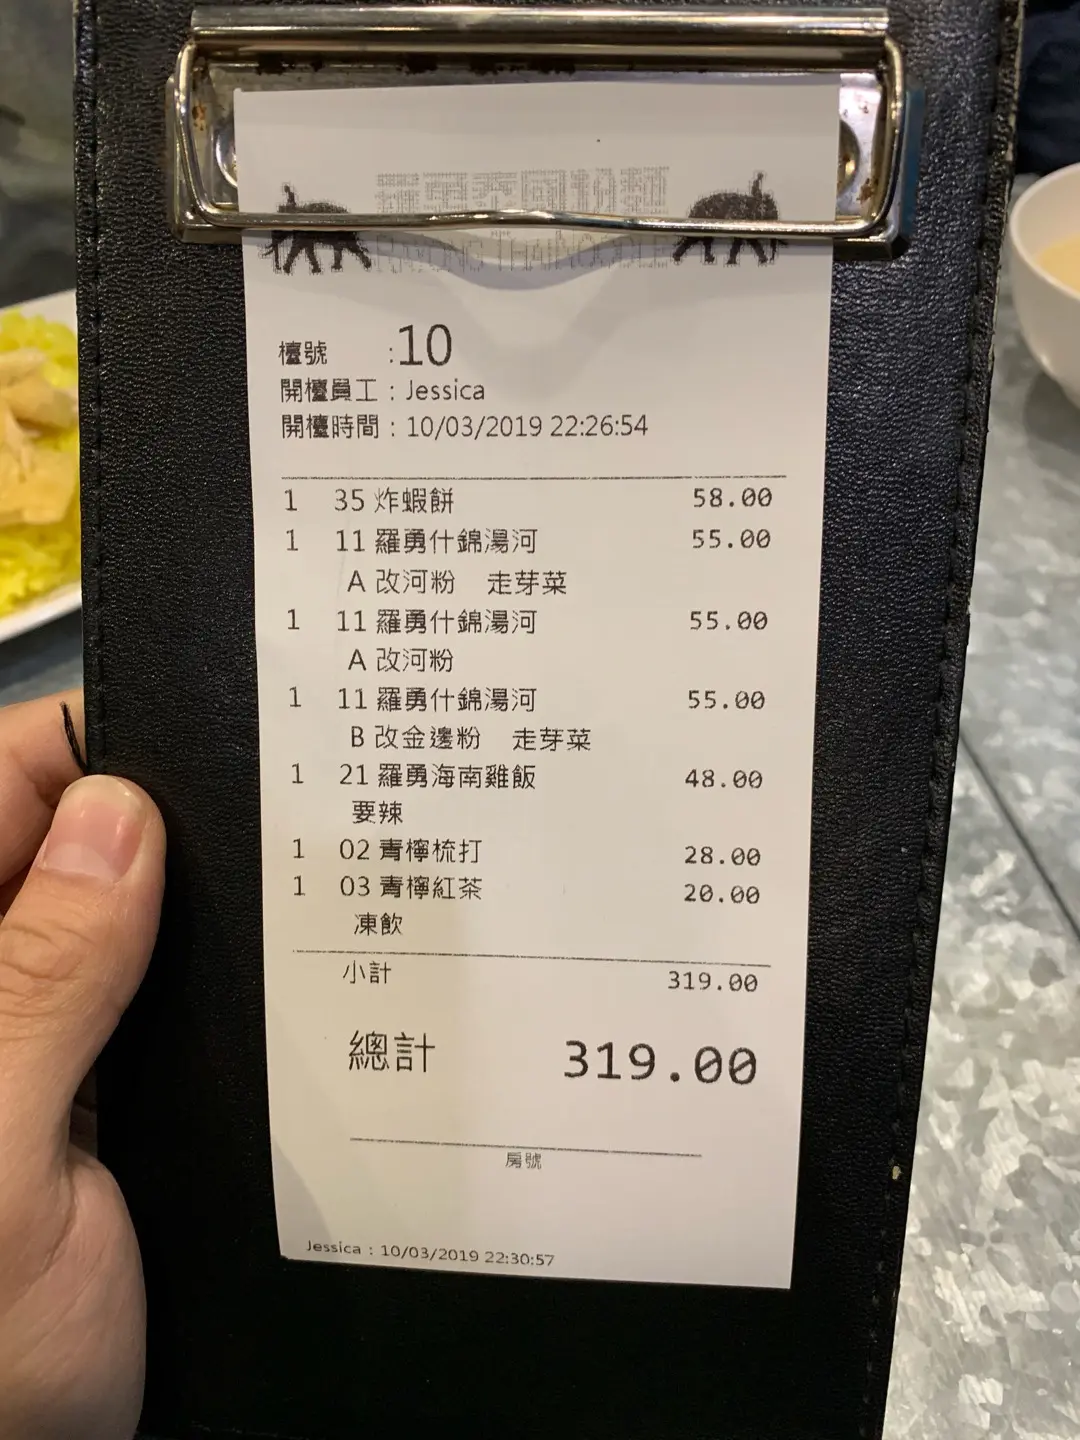 THAI NOODLE
檯號 :10
開檯員工 : Jessica
開檯時間 : 10/03/2019 22:26:54
1 35 炸蝦餅 58.00
1 11 羅勇什錦湯河 55.00
A 改河粉 走芽菜
1 11 羅勇什錦湯河 55.00
A 改河粉
1 11 羅勇什錦湯河 55.00
B 改金邊粉 走芽菜
1 21 羅勇海南雞飯 48.00
要辣
1 02 青檸梳打 28.00
1 03 青檸紅茶 20.00
凍飲
小計 319.00
總計 319.00
房號
Jessica : 10/03/2019 22:30:57